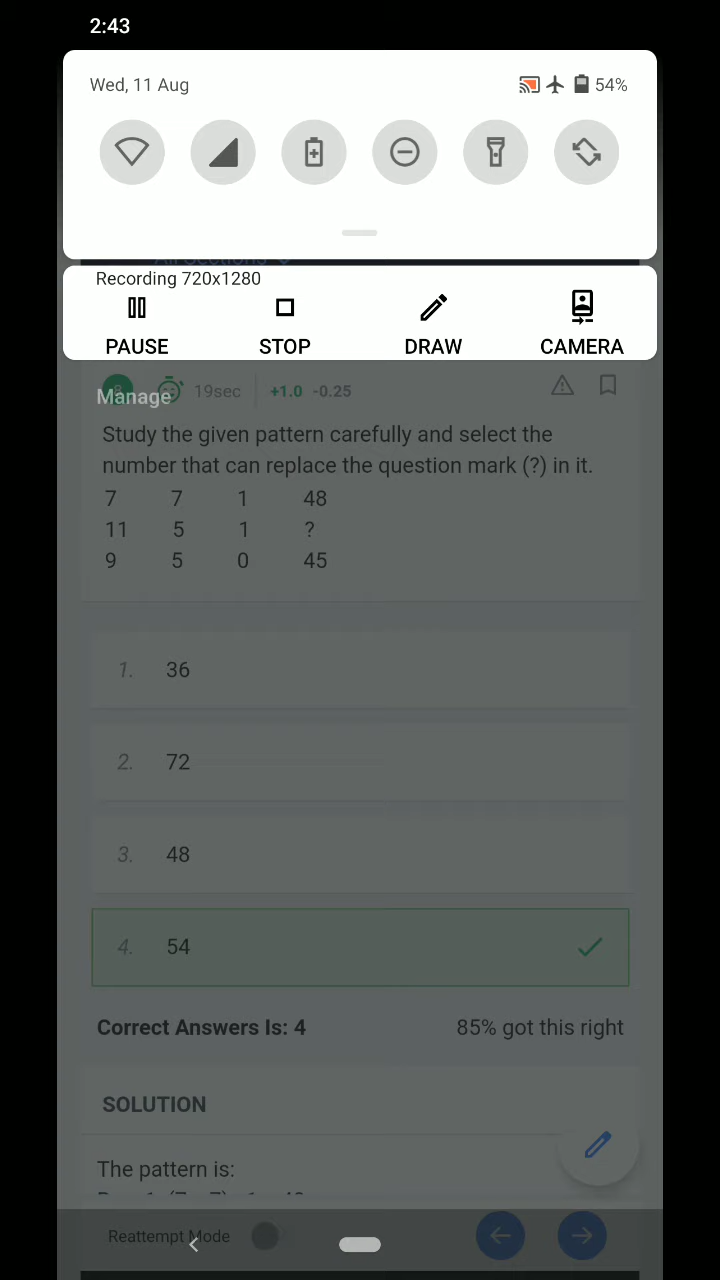 2:43
Wed, 11 Aug 54%
All Sections
Recording 720x1280
PAUSE STOP DRAW CAMERA
8 19sec +1.0 -0.25
Manage
Study the given pattern carefully and select the
number that can replace the question mark (?) in it.
7 7 1 48
11 5 1 ?
9 5 0 45
1. 36
2. 72
3. 48
4. 54
Correct Answers Is: 4 85% got this right
SOLUTION
The pattern is:
Reattempt Mode